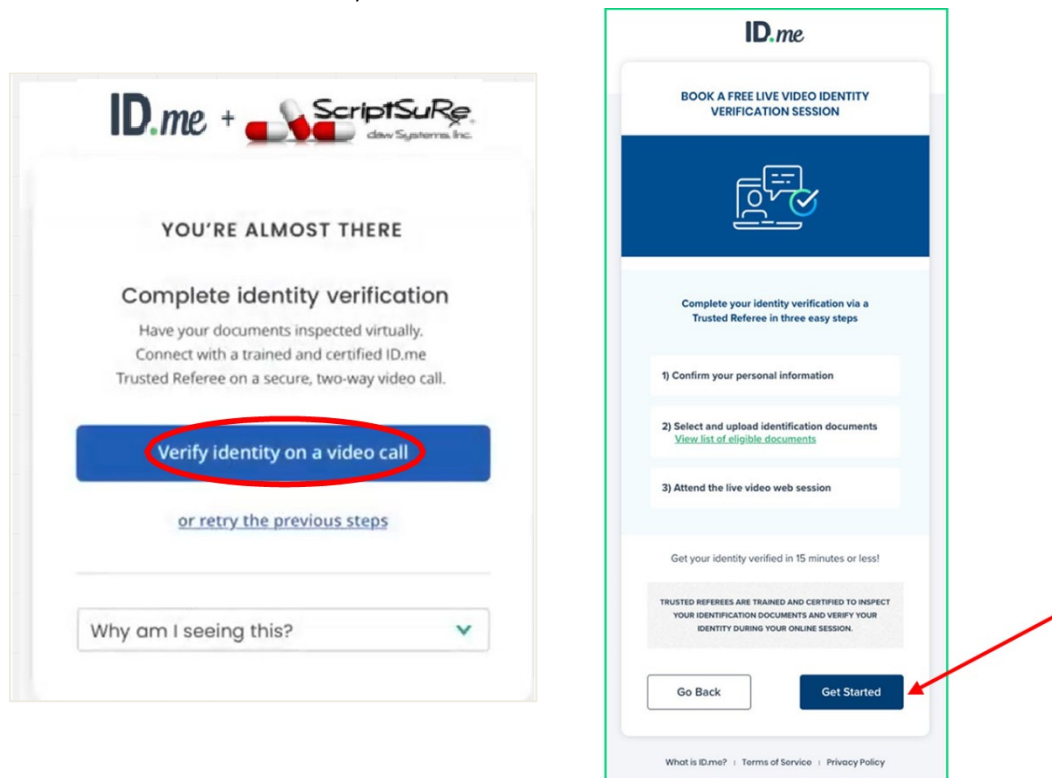 ID.me + ScriptSuRe
daw Systems Inc.
YOU'RE ALMOST THERE
Complete identity verification
Have your documents inspected virtually.
Connect with a trained and certified ID.me
Trusted Referee on a secure, two-way video call.
Verify identity on a video call
or retry the previous steps
Why am I seeing this?
ID.me
BOOK A FREE LIVE VIDEO IDENTITY
VERIFICATION SESSION
Complete your identity verification via a
Trusted Referee in three easy steps
1) Confirm your personal information
2) Select and upload identification documents
View list of eligible documents
3) Attend the live video web session
Get your identity verified in 15 minutes or less!
TRUSTED REFEREES ARE TRAINED AND CERTIFIED TO INSPECT
YOUR IDENTIFICATION DOCUMENTS AND VERIFY YOUR
IDENTITY DURING YOUR ONLINE SESSION.
Go Back
Get Started
What is ID.me? | Terms of Service | Privacy Policy